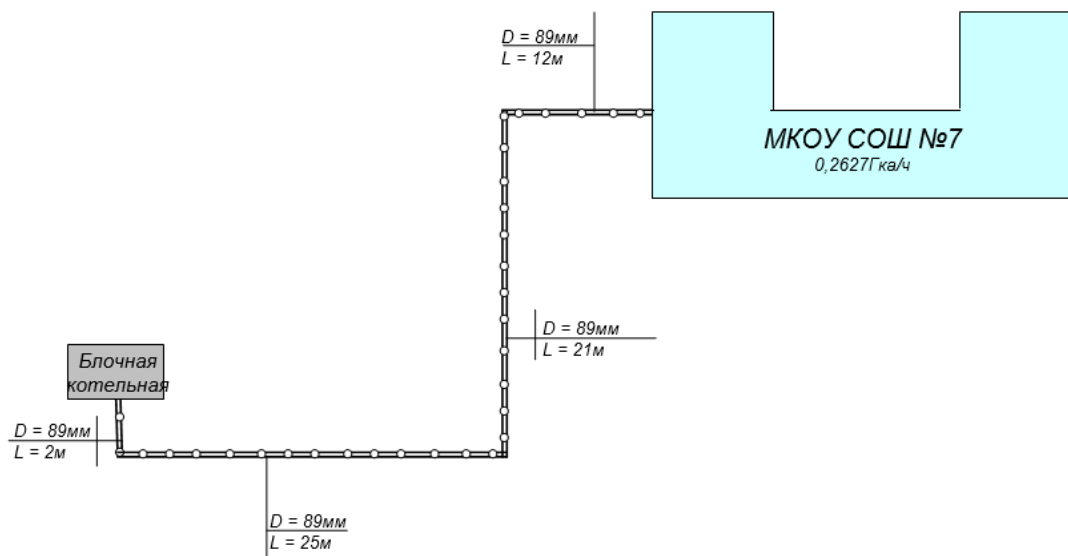 D = 89мм
L = 12м
МКОУ СОШ №7
0,2627Гка/ч
D = 89мм
L = 21м
Блочная
котельная
D = 89мм
L = 2м
D = 89мм
L = 25м